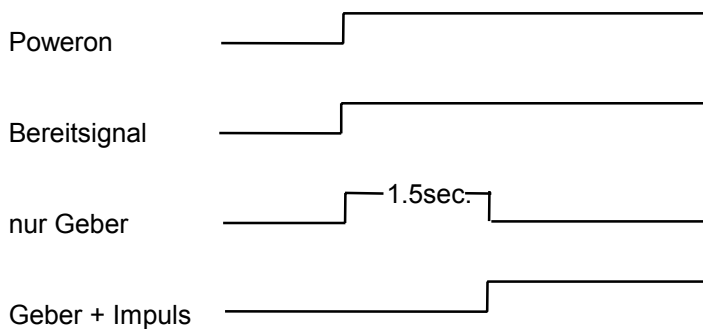 Poweron
Bereitsignal
1.5sec.
nur Geber
Geber + Impuls